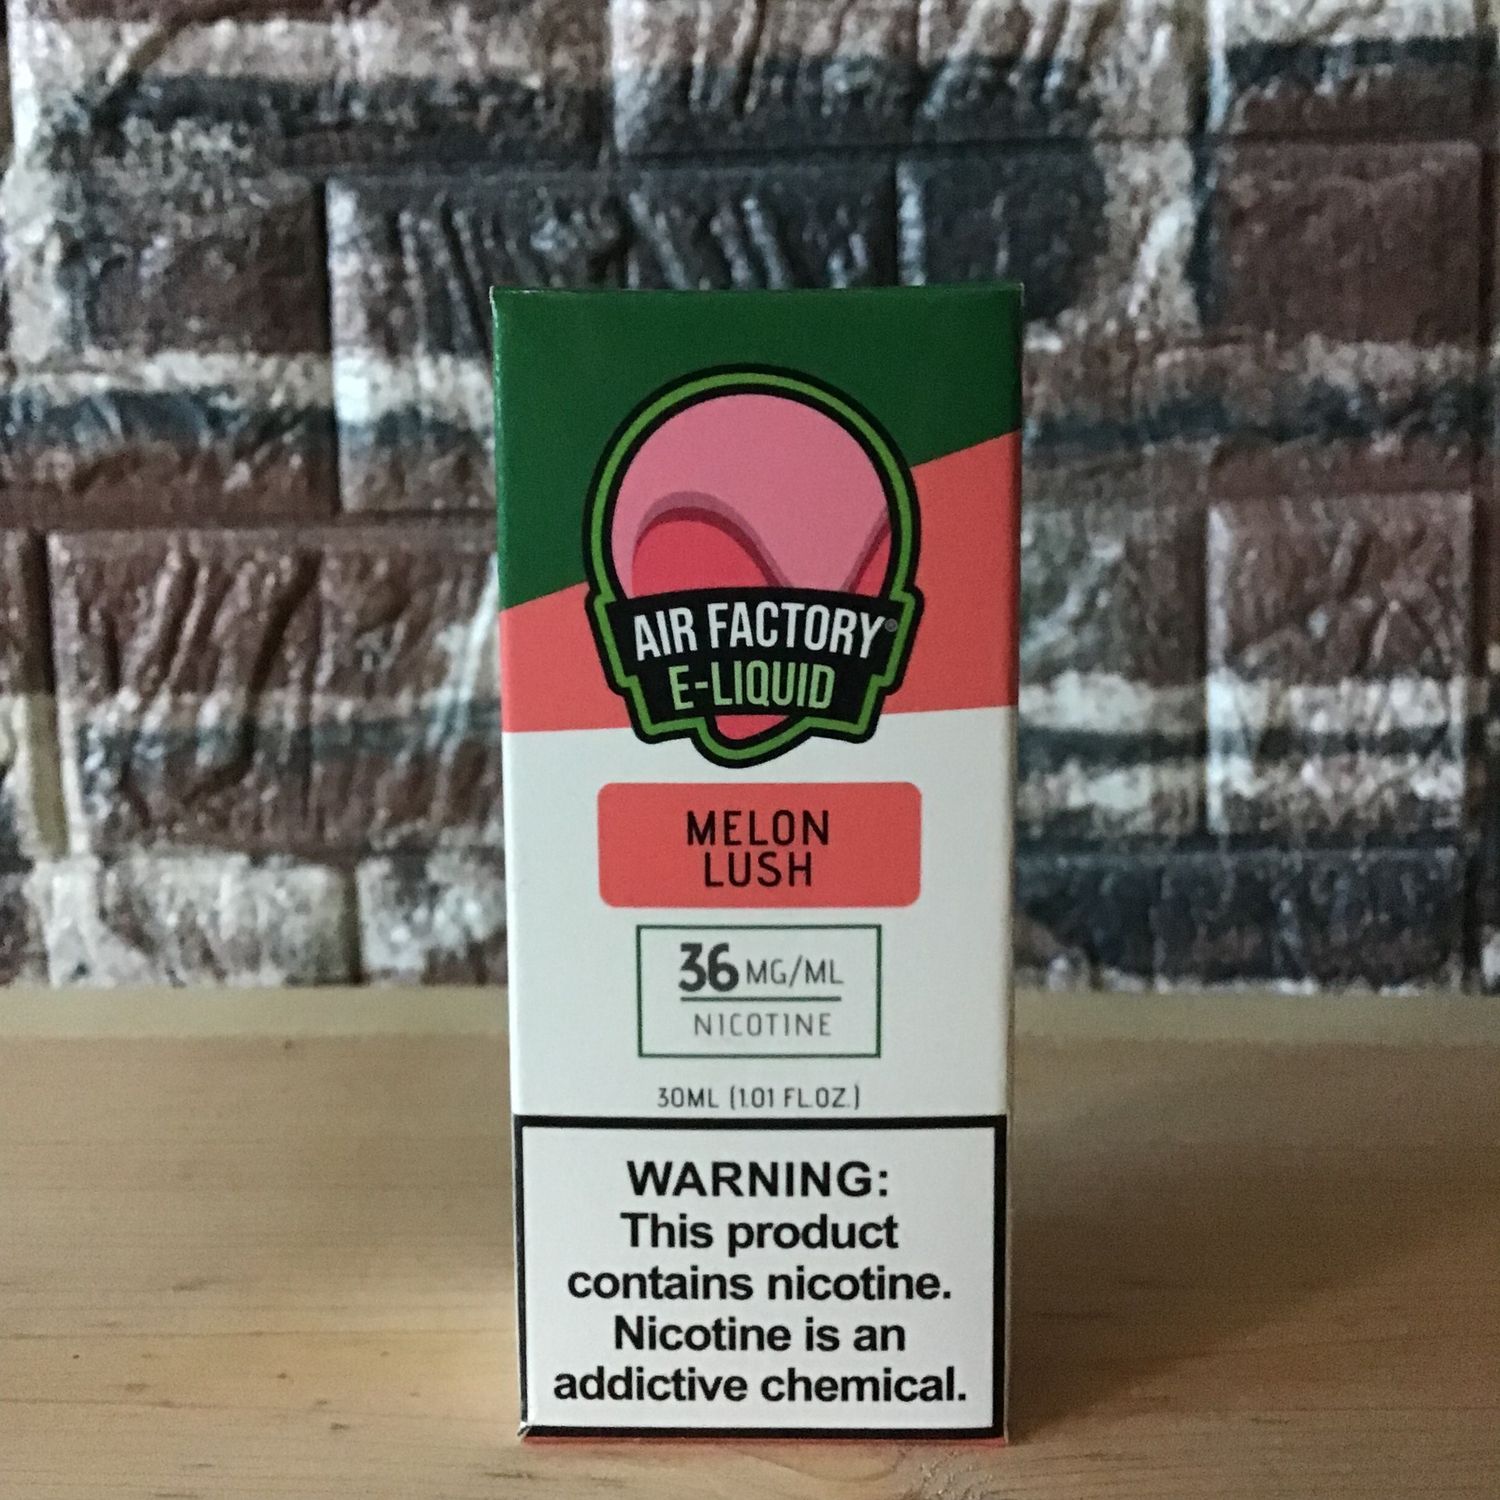 AIR FACTORY®
E-LIQUID
MELON
LUSH
36 MG/ML
NICOTINE
30ML (1.01 FL.OZ.)
WARNING:
This product
contains nicotine.
Nicotine is an
addictive chemical.